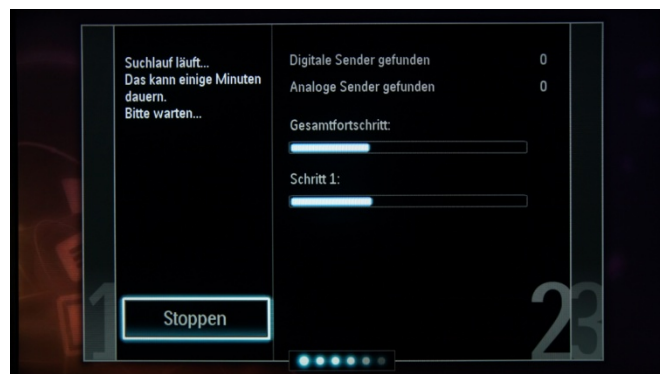 Suchlauf läuft...
Das kann einige Minuten
dauern.
Bitte warten...
Digitale Sender gefunden 0
Analoge Sender gefunden 0
Gesamtfortschritt:
Schritt 1:
Stoppen
1
2
3